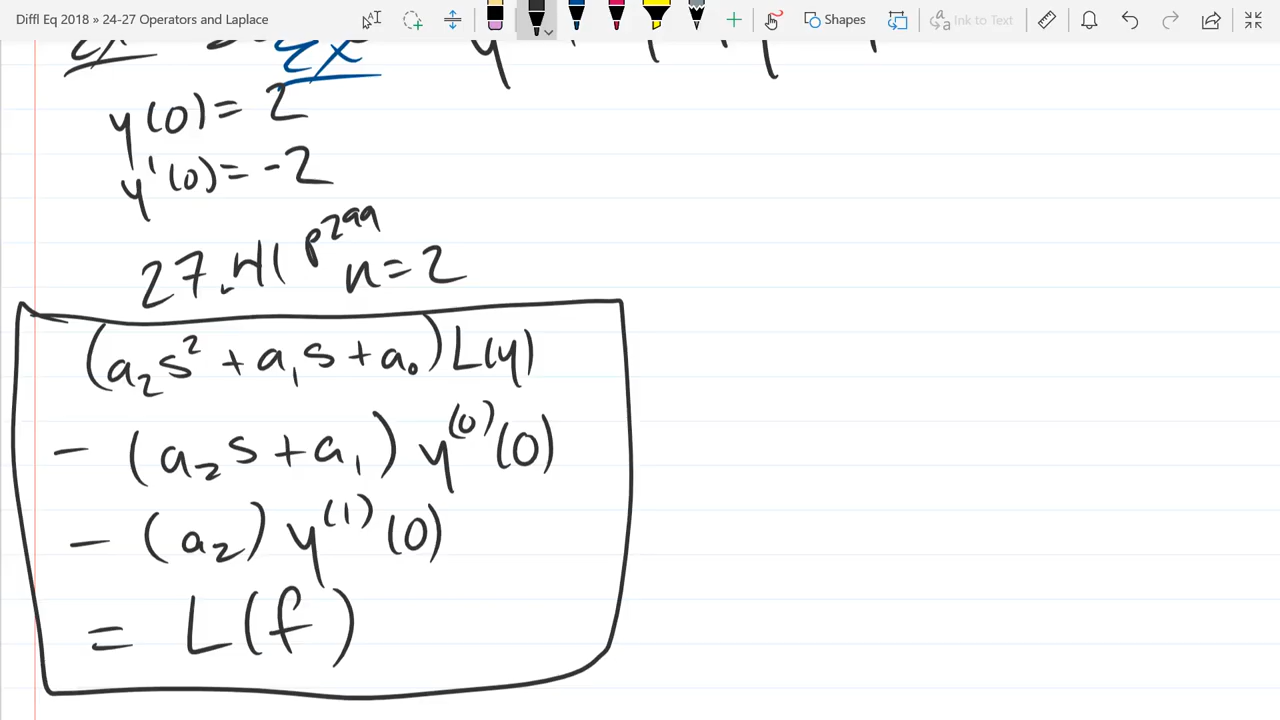 Diffl Eq 2018 » 24-27 Operators and Laplace
Shapes
Ink to Text
2x
y(0) = 2
y'(0) = -2
27.41 p299 n=2
(a₂s² + a₁s + a₀) L(y)
- (a₂s + a₁) y⁽⁰⁾(0)
- (a₂) y⁽¹⁾(0)
= L(f)